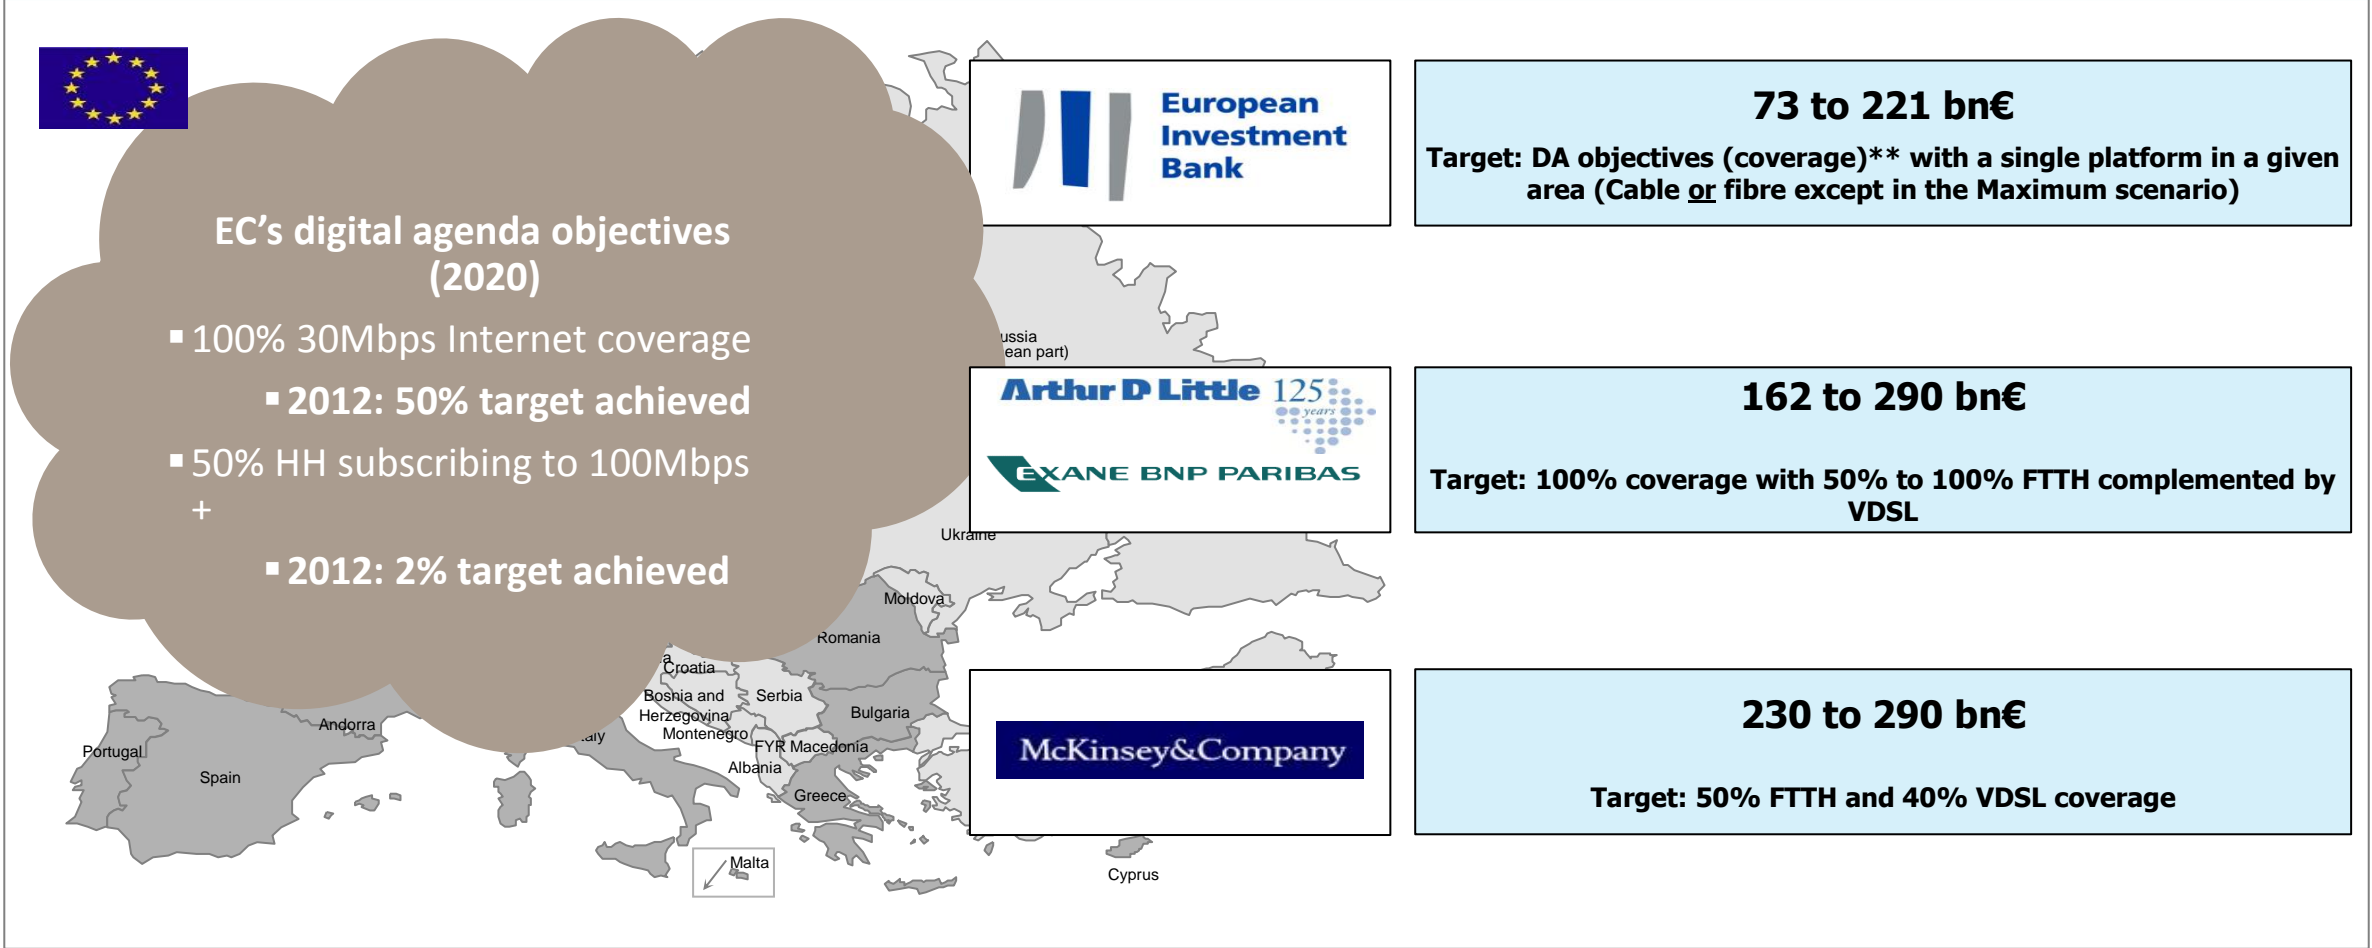 EC’s digital agenda objectives
(2020)
▪ 100% 30Mbps Internet coverage
▪ 2012: 50% target achieved
▪ 50% HH subscribing to 100Mbps
+
▪ 2012: 2% target achieved
European
Investment
Bank
73 to 221 bn€
Target: DA objectives (coverage)** with a single platform in a given
area (Cable or fibre except in the Maximum scenario)
ussia
ean part)
Arthur D Little 125
years
EXANE BNP PARIBAS
162 to 290 bn€
Target: 100% coverage with 50% to 100% FTTH complemented by
VDSL
Ukraine
Moldova
Romania
a
Croatia
Bosnia and
Herzegovina
Serbia
Bulgaria
Montenegro
Andorra
Portugal
Spain
aly
FYR Macedonia
Albania
Greece
Malta
Cyprus
McKinsey&Company
230 to 290 bn€
Target: 50% FTTH and 40% VDSL coverage